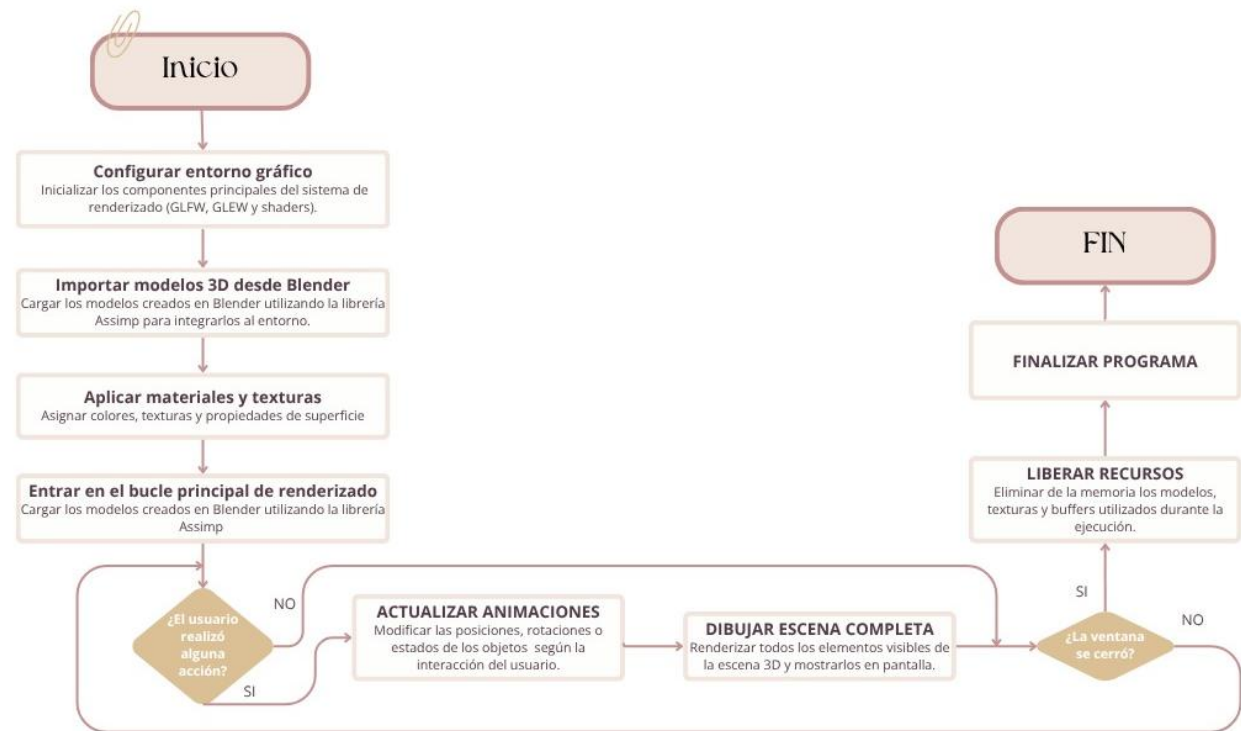 Inicio
Configurar entorno gráfico
Inicializar los componentes principales del sistema de
renderizado (GLFW, GLEW y shaders).
Importar modelos 3D desde Blender
Cargar los modelos creados en Blender utilizando la librería
Assimp para integrarlos al entorno.
Aplicar materiales y texturas
Asignar colores, texturas y propiedades de superficie
Entrar en el bucle principal de renderizado
Cargar los modelos creados en Blender utilizando la librería
Assimp
¿El usuario
realizó
alguna
acción?
NO
SI
ACTUALIZAR ANIMACIONES
Modificar las posiciones, rotaciones o
estados de los objetos según la
interacción del usuario.
DIBUJAR ESCENA COMPLETA
Renderizar todos los elementos visibles de
la escena 3D y mostrarlos en pantalla.
¿La ventana
se cerró?
SI
NO
LIBERAR RECURSOS
Eliminar de la memoria los modelos,
texturas y buffers utilizados durante la
ejecución.
FINALIZAR PROGRAMA
FIN